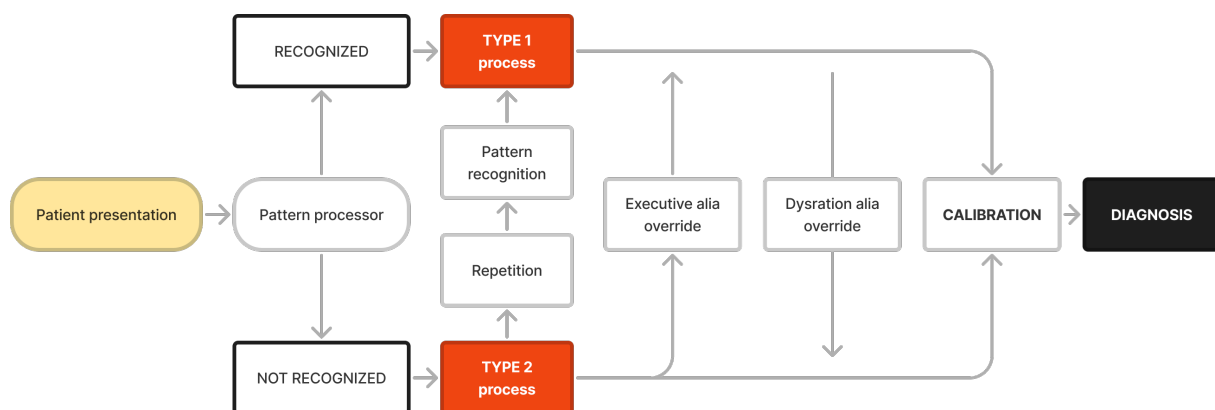 RECOGNIZED
TYPE 1
process
Pattern
recognition
Patient presentation
Pattern processor
Executive alia
override
Dysration alia
override
CALIBRATION
DIAGNOSIS
Repetition
NOT RECOGNIZED
TYPE 2
process